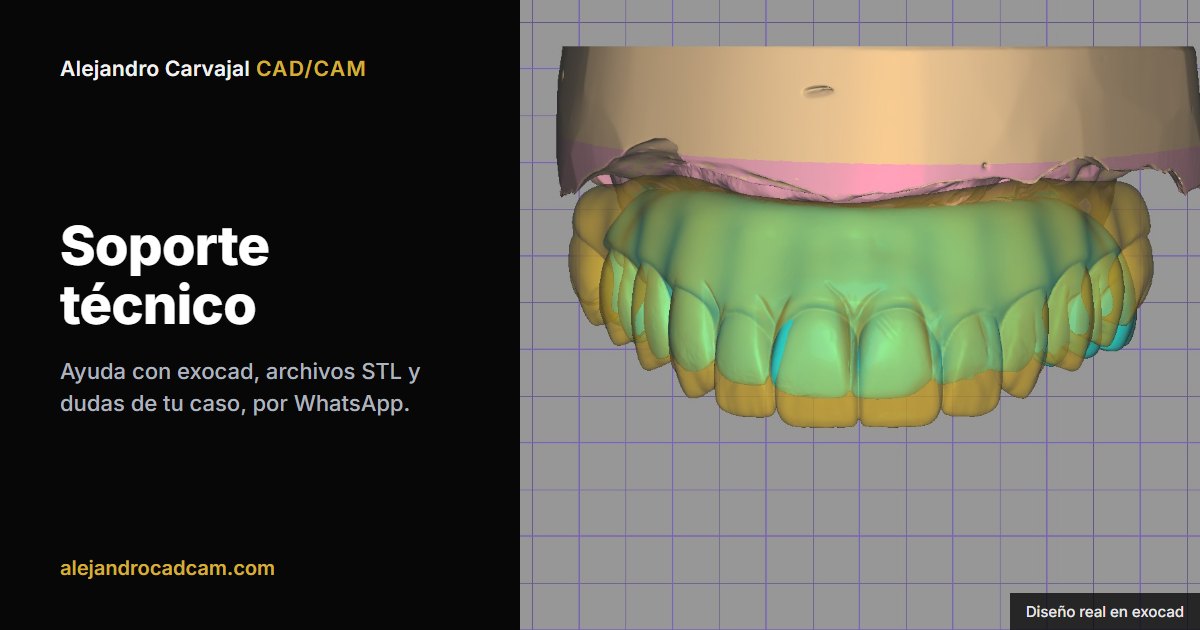 Alejandro Carvajal CAD/CAM
Soporte
técnico
Ayuda con exocad, archivos STL y
dudas de tu caso, por WhatsApp.
alejandrocadcam.com
Diseño real en exocad